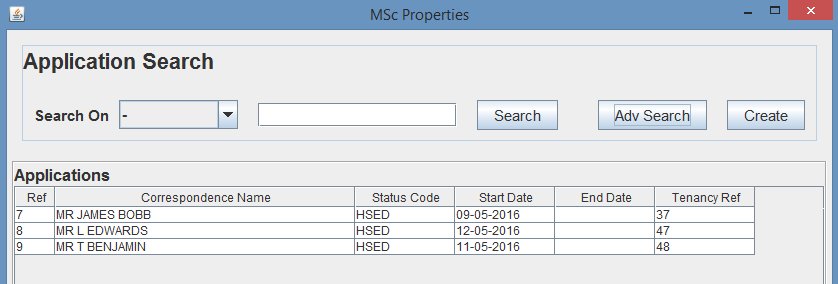 MSc Properties
Application Search
Search On - Search Adv Search Create
Applications
Ref Correspondence Name Status Code Start Date End Date Tenancy Ref
7 MR JAMES BOBB HSED 09-05-2016 37
8 MR L EDWARDS HSED 12-05-2016 47
9 MR T BENJAMIN HSED 11-05-2016 48